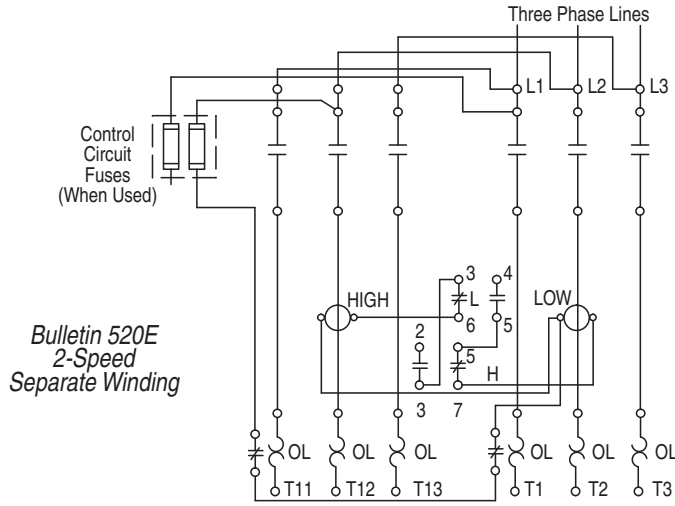 Three Phase Lines
L1 L2 L3
Control
Circuit
Fuses
(When Used)
3 4
HIGH L LOW
6 5
2
5
H
3 7
Bulletin 520E
2-Speed
Separate Winding
OL OL OL OL OL OL
T11 T12 T13 T1 T2 T3